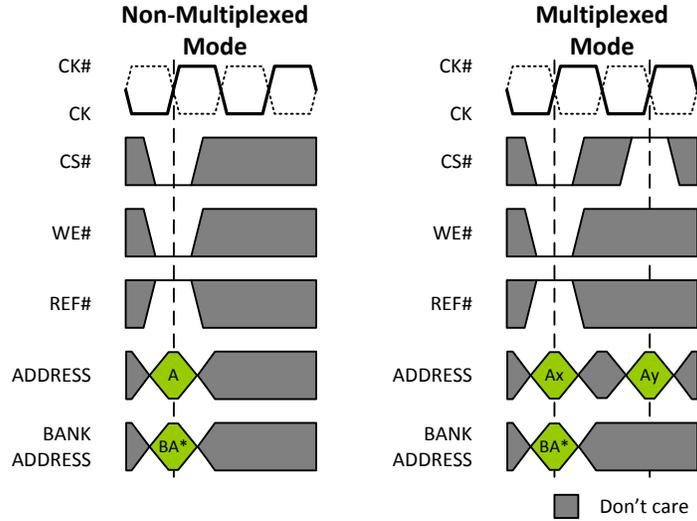 Non-Multiplexed
Mode
CK#
CK
CS#
WE#
REF#
ADDRESS
A
BANK
ADDRESS
BA*
Multiplexed
Mode
CK#
CK
CS#
WE#
REF#
ADDRESS
Ax
Ay
BANK
ADDRESS
BA*
Don't care